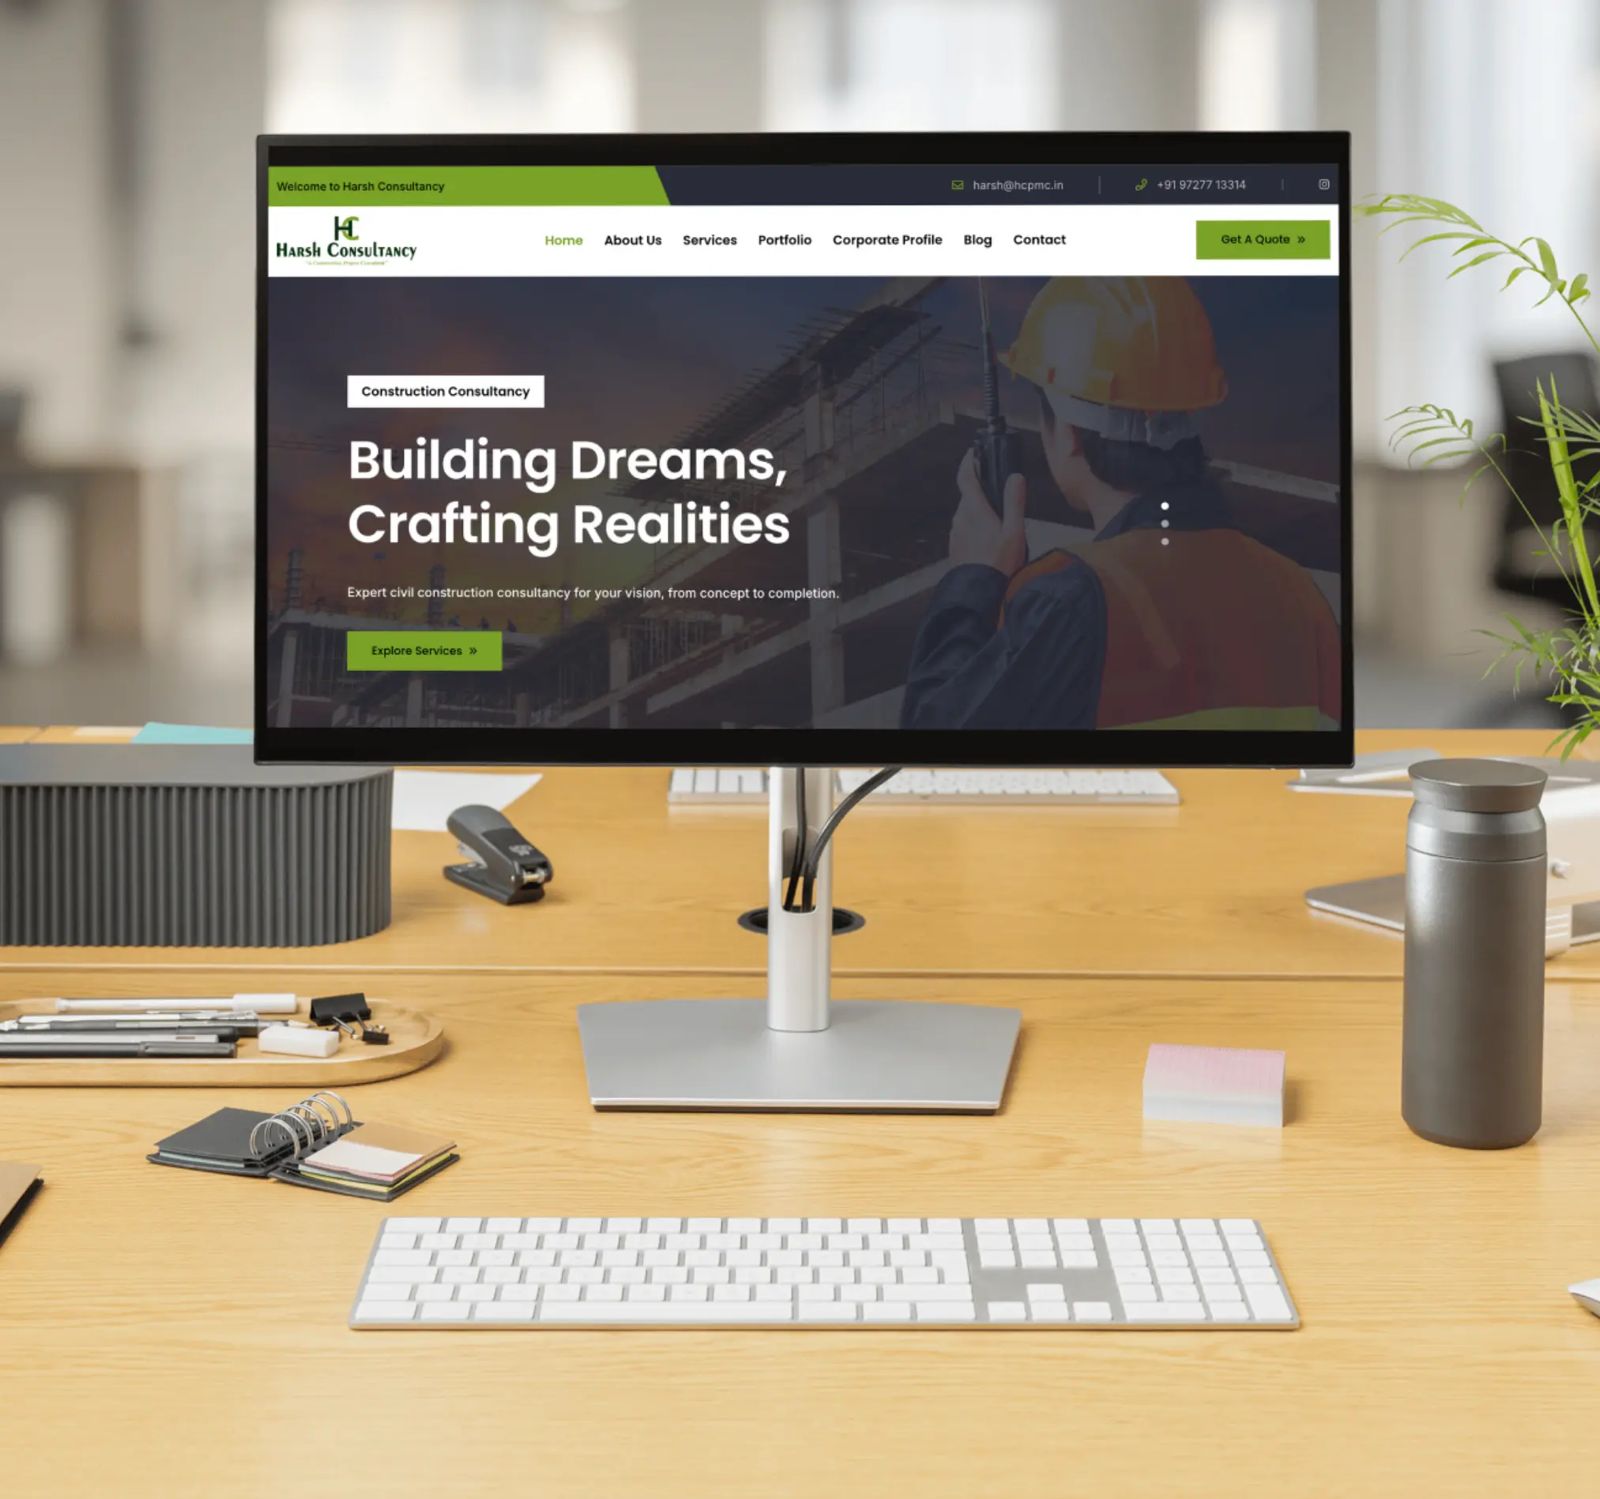 Welcome to Harsh Consultancy
harsh@hcpmc.in
+91 97277 13314
HC
Harsh Consultancy
Home About Us Services Portfolio Corporate Profile Blog Contact
Get A Quote »
Construction Consultancy
Building Dreams,
Crafting Realities
Expert civil construction consultancy for your vision, from concept to completion.
Explore Services »